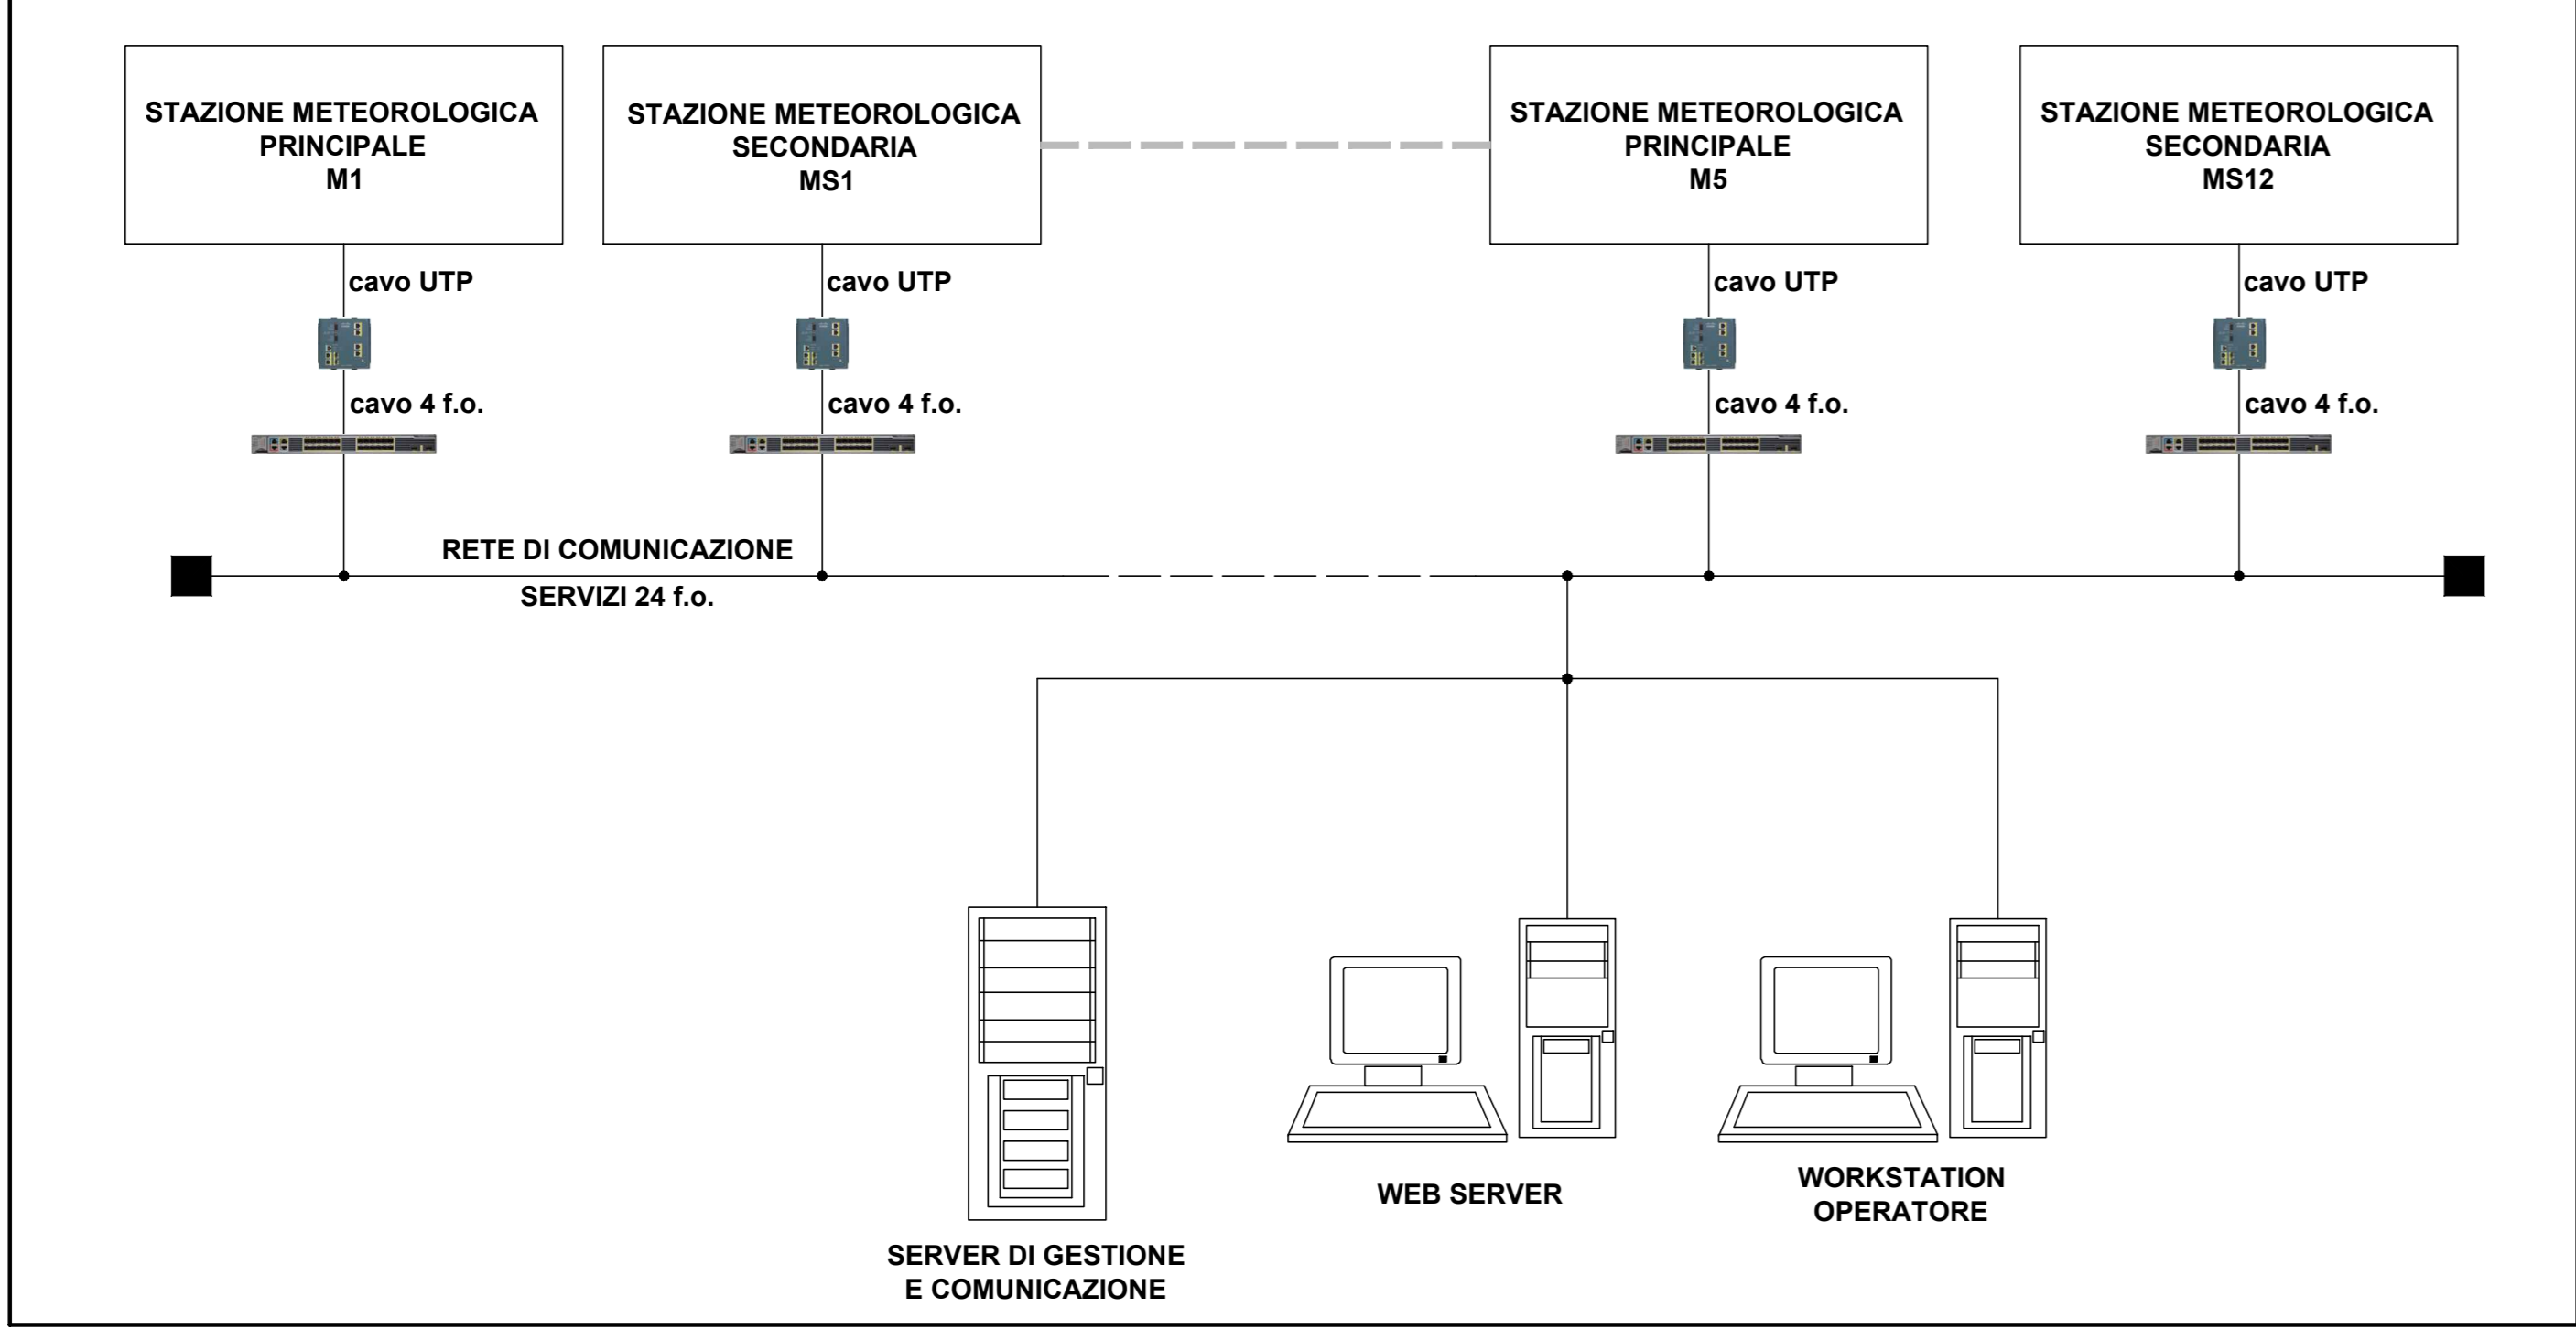 STAZIONE METEOROLOGICA
PRINCIPALE
M1
STAZIONE METEOROLOGICA
SECONDARIA
MS1
STAZIONE METEOROLOGICA
PRINCIPALE
M5
STAZIONE METEOROLOGICA
SECONDARIA
MS12
cavo UTP
cavo UTP
cavo UTP
cavo UTP
cavo 4 f.o.
cavo 4 f.o.
cavo 4 f.o.
cavo 4 f.o.
RETE DI COMUNICAZIONE
SERVIZI 24 f.o.
WEB SERVER
WORKSTATION
OPERATORE
SERVER DI GESTIONE
E COMUNICAZIONE